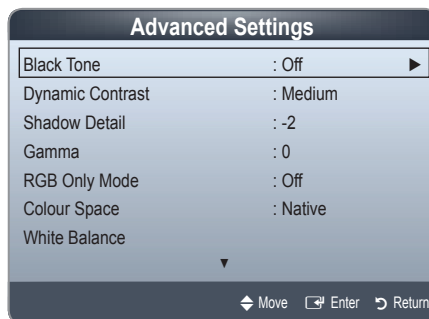 Advanced Settings
Black Tone : Off ►
Dynamic Contrast : Medium
Shadow Detail : -2
Gamma : 0
RGB Only Mode : Off
Colour Space : Native
White Balance
▼
Move Enter Return